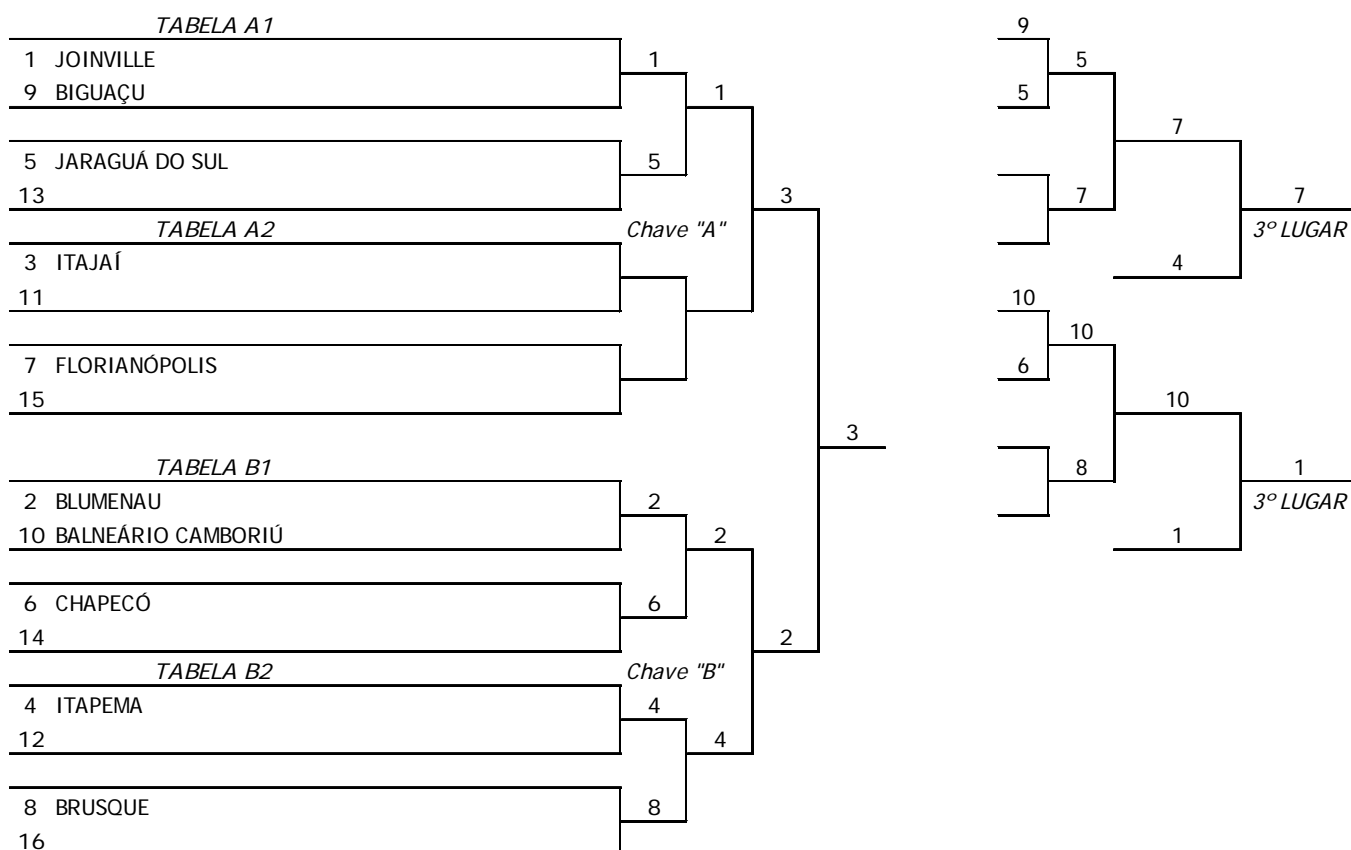 TABELA A1 9
1 JOINVILLE 1 5
9 BIGUAÇU 1 5
7
5 JARAGUÁ DO SUL 5
13 3 7 7
TABELA A2 Chave "A" 3º LUGAR
3 ITAJAÍ 4
11 10
10
7 FLORIANÓPOLIS 6
15 10
3
TABELA B1 8 1
2 BLUMENAU 2 3º LUGAR
10 BALNEÁRIO CAMBORIÚ 2 1
6 CHAPECÓ 6
14 2
TABELA B2 Chave "B"
4 ITAPEMA 4
12 4
8 BRUSQUE 8
16